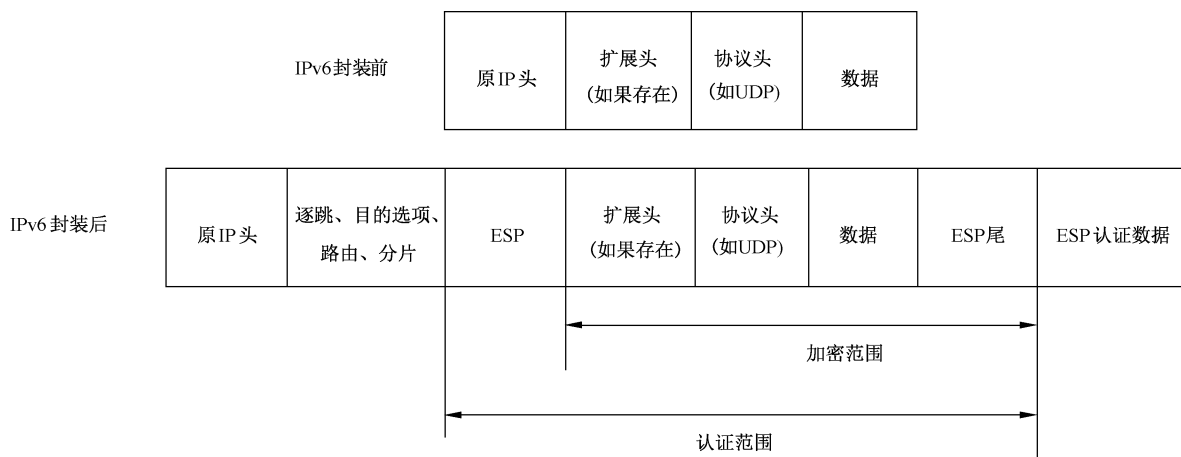 IPv6封装前
原IP头
扩展头
(如果存在)
协议头
(如UDP)
数据
IPv6封装后
原IP头
逐跳、目的选项、
路由、分片
ESP
扩展头
(如果存在)
协议头
(如UDP)
数据
ESP尾
ESP认证数据
加密范围
认证范围